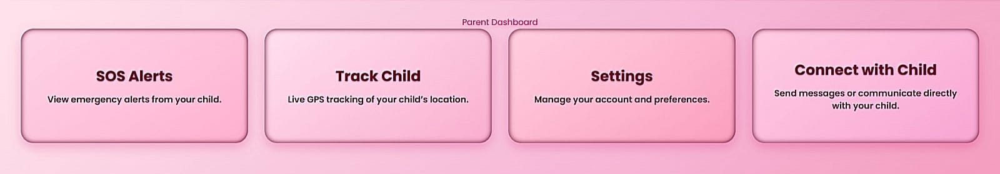 Parent Dashboard
SOS Alerts
View emergency alerts from your child.
Track Child
Live GPS tracking of your child’s location.
Settings
Manage your account and preferences.
Connect with Child
Send messages or communicate directly
with your child.